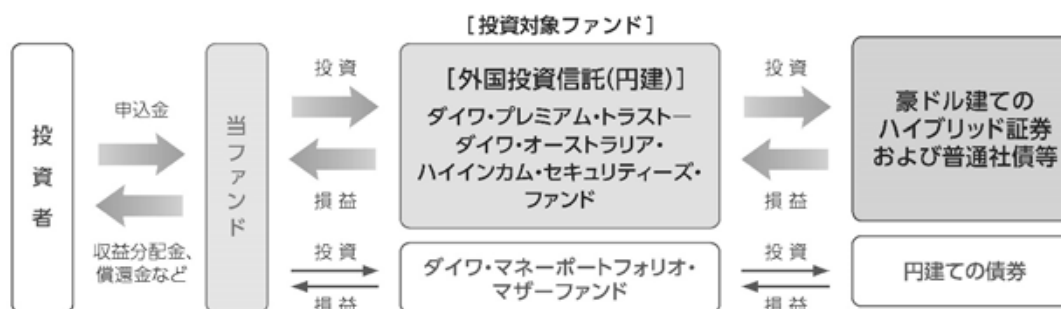 [投資対象ファンド]
投資者
申込金
収益分配金、
償還金など
当ファンド
投資
損益
[外国投資信託(円建)]
ダイワ・プレミアム・トラスト―
ダイワ・オーストラリア・
ハイインカム・セキュリティーズ・
ファンド
投資
損益
豪ドル建ての
ハイブリッド証券
および普通社債等
投資
損益
ダイワ・マネーポートフォリオ・
マザーファンド
投資
損益
円建ての債券